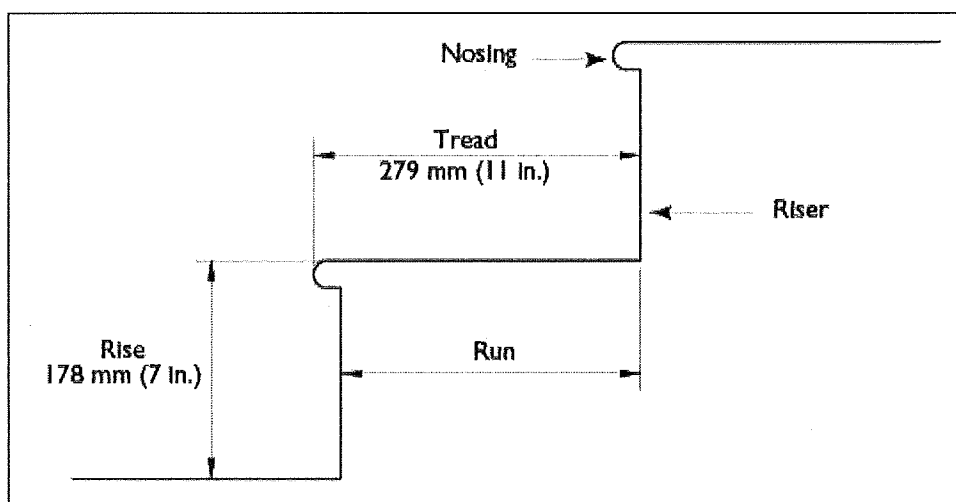 Nosing
Tread
279 mm (11 in.)
Riser
Rise
178 mm (7 in.)
Run